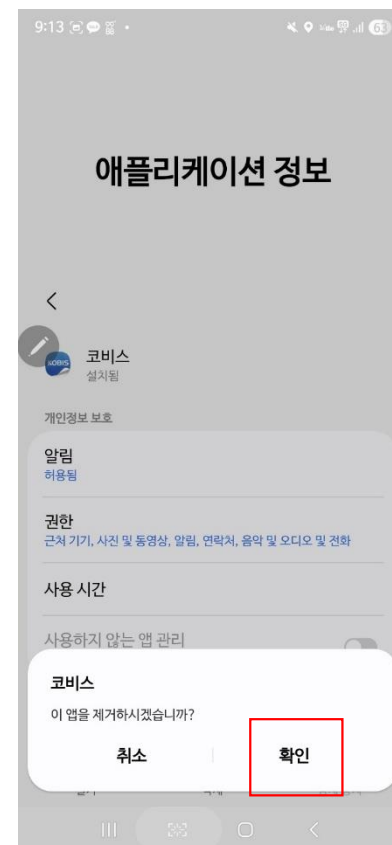 9:13
63
애플리케이션 정보
KOBIS
코비스
설치됨
개인정보 보호
알림
허용됨
권한
근처 기기, 사진 및 동영상, 알림, 연락처, 음악 및 오디오 및 전화
사용 시간
사용하지 않는 앱 관리
코비스
이 앱을 제거하시겠습니까?
취소
확인